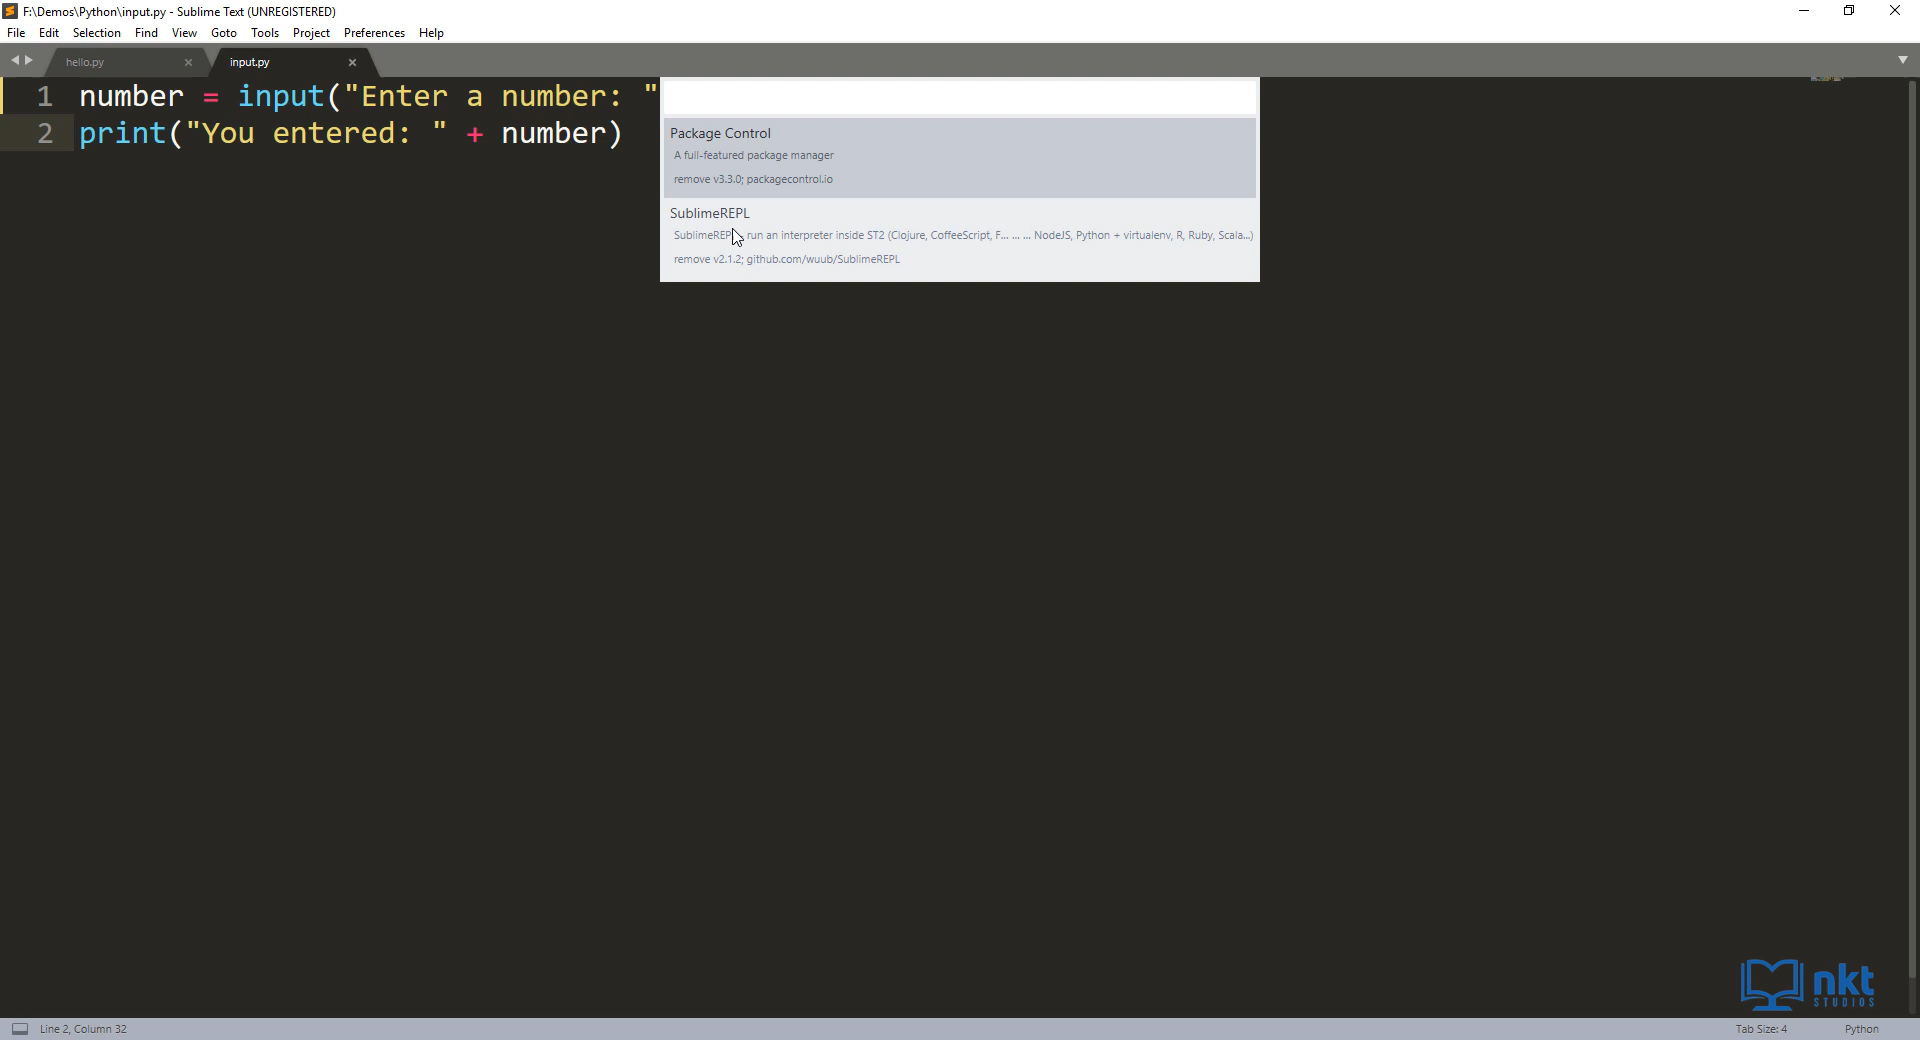 F:\Demos\Python\input.py - Sublime Text (UNREGISTERED)
File Edit Selection Find View Goto Tools Project Preferences Help
hello.py input.py
1 number = input("Enter a number: "
2 print("You entered: " + number)
Package Control
A full-featured package manager
remove v3.3.0; packagecontrol.io
SublimeREPL
run an interpreter inside ST2 (Clojure, CoffeeScript, F... ... ... NodeJS, Python + virtualenv, R, Ruby, Scala...)
remove v2.1.2; github.com/wuub/SublimeREPL
nkt
STUDIOS
Line 2, Column 32 Tab Size: 4 Python